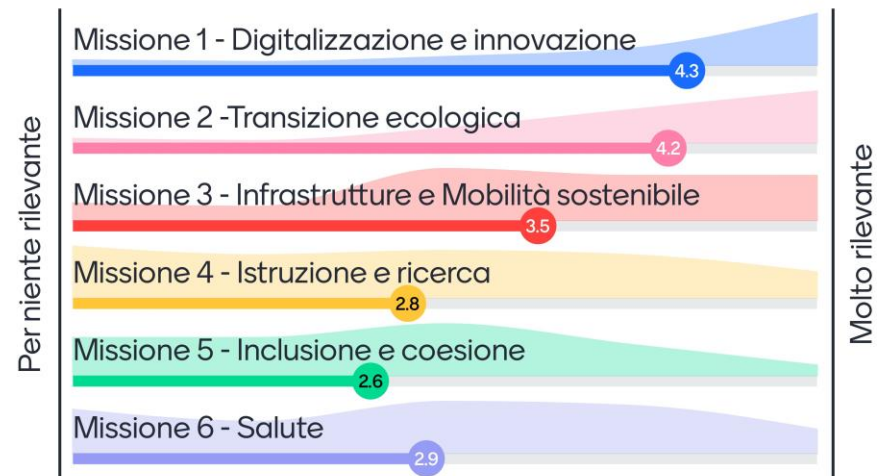 Per niente rilevante
Missione 1 - Digitalizzazione e innovazione
4.3
Missione 2 -Transizione ecologica
4.2
Missione 3 - Infrastrutture e Mobilità sostenibile
3.5
Missione 4 - Istruzione e ricerca
2.8
Missione 5 - Inclusione e coesione
2.6
Missione 6 - Salute
2.9
Molto rilevante